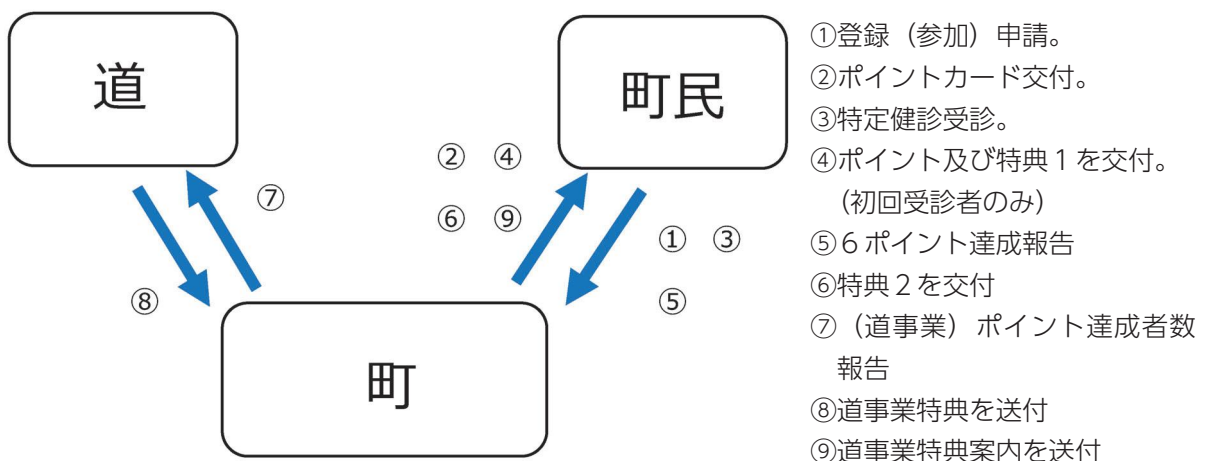 道
町民
② ④
⑦
⑥ ⑨
① ③
⑧
⑤
町
①登録（参加）申請。
②ポイントカード交付。
③特定健診受診。
④ポイント及び特典１を交付。
（初回受診者のみ）
⑤６ポイント達成報告
⑥特典２を交付
⑦（道事業）ポイント達成者数
報告
⑧道事業特典を送付
⑨道事業特典案内を送付